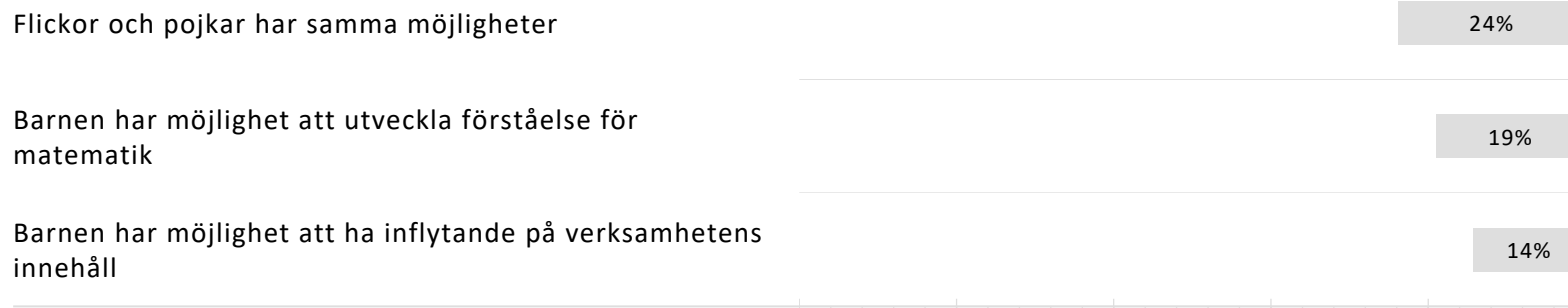 Flickor och pojkar har samma möjligheter
24%
Barnen har möjlighet att utveckla förståelse för
matematik
19%
Barnen har möjlighet att ha inflytande på verksamhetens
innehåll
14%